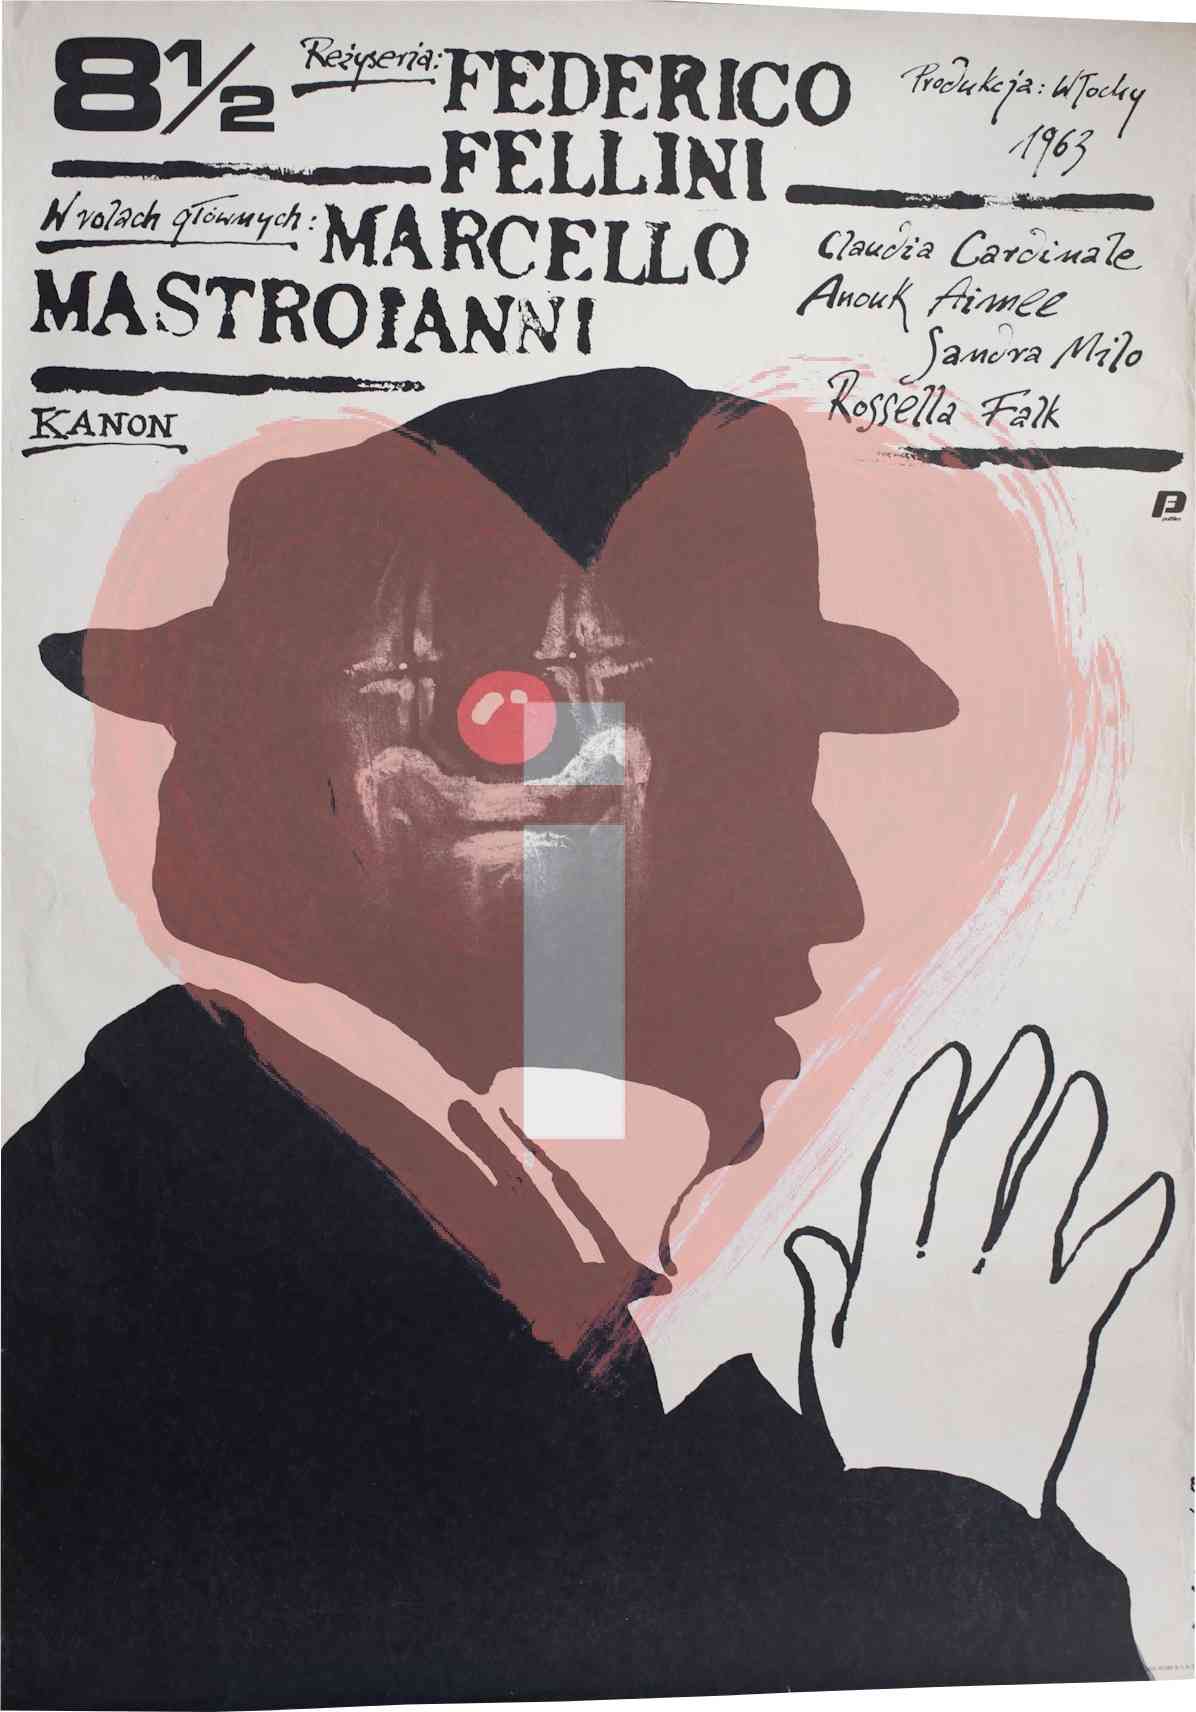 8½
Reżyseria: FEDERICO
FELLINI
Produkcja: Włochy
1963
W rolach głównych: MARCELLO
MASTROIANNI
Claudia Cardinale
Anouk Aimee
Sandra Milo
Rossella Falk
KANON
polfilm
i